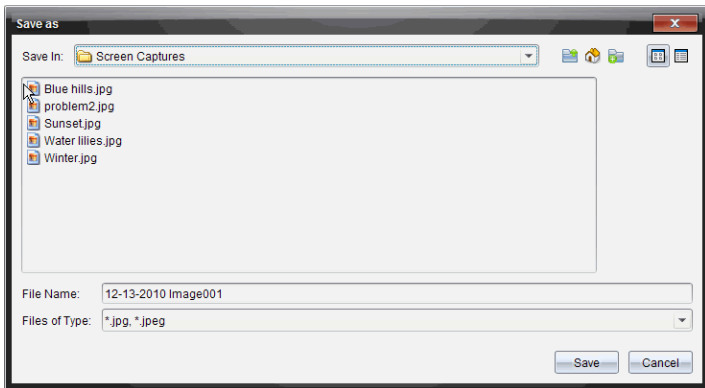 Save as
Save In: Screen Captures
Blue hills.jpg
problem2.jpg
Sunset.jpg
Water lilies.jpg
Winter.jpg
File Name: 12-13-2010 Image001
Files of Type: *.jpg, *.jpeg
Save Cancel